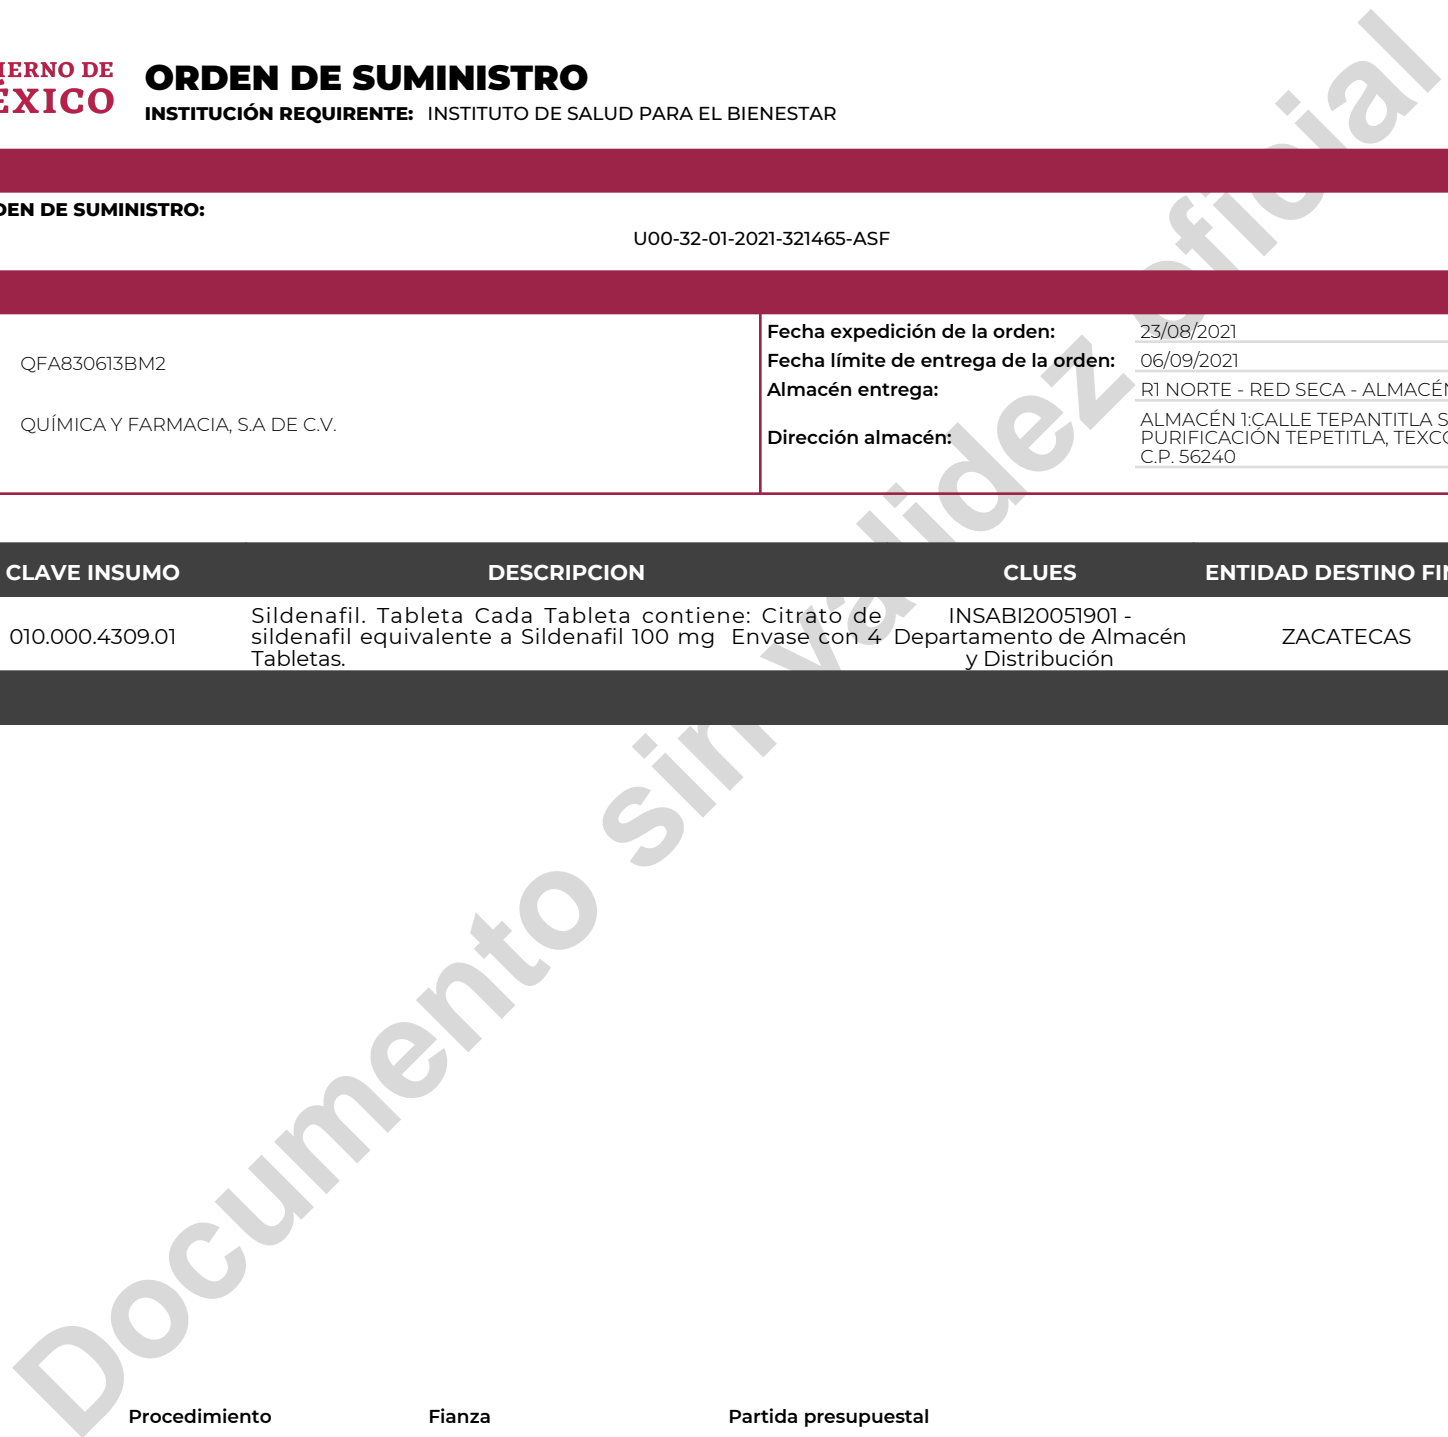 IERNO DE
ÉXICO
ORDEN DE SUMINISTRO
INSTITUCIÓN REQUIRENTE: INSTITUTO DE SALUD PARA EL BIENESTAR
DEN DE SUMINISTRO:
U00-32-01-2021-321465-ASF
QFA830613BM2
QUÍMICA Y FARMACIA, S.A DE C.V.
Fecha expedición de la orden: 23/08/2021
Fecha límite de entrega de la orden: 06/09/2021
Almacén entrega: R1 NORTE - RED SECA - ALMACÉN
Dirección almacén: ALMACÉN 1:CALLE TEPANTITLA S
PURIFICACIÓN TEPETITLA, TEXCO
C.P. 56240
CLAVE INSUMO DESCRIPCION CLUES ENTIDAD DESTINO FIN
010.000.4309.01
Sildenafil. Tableta Cada Tableta contiene: Citrato de
sildenafil equivalente a Sildenafil 100 mg Envase con 4
Tabletas.
INSABI20051901 -
Departamento de Almacén
y Distribución
ZACATECAS
Documento sin validez oficial
Procedimiento Fianza Partida presupuestal